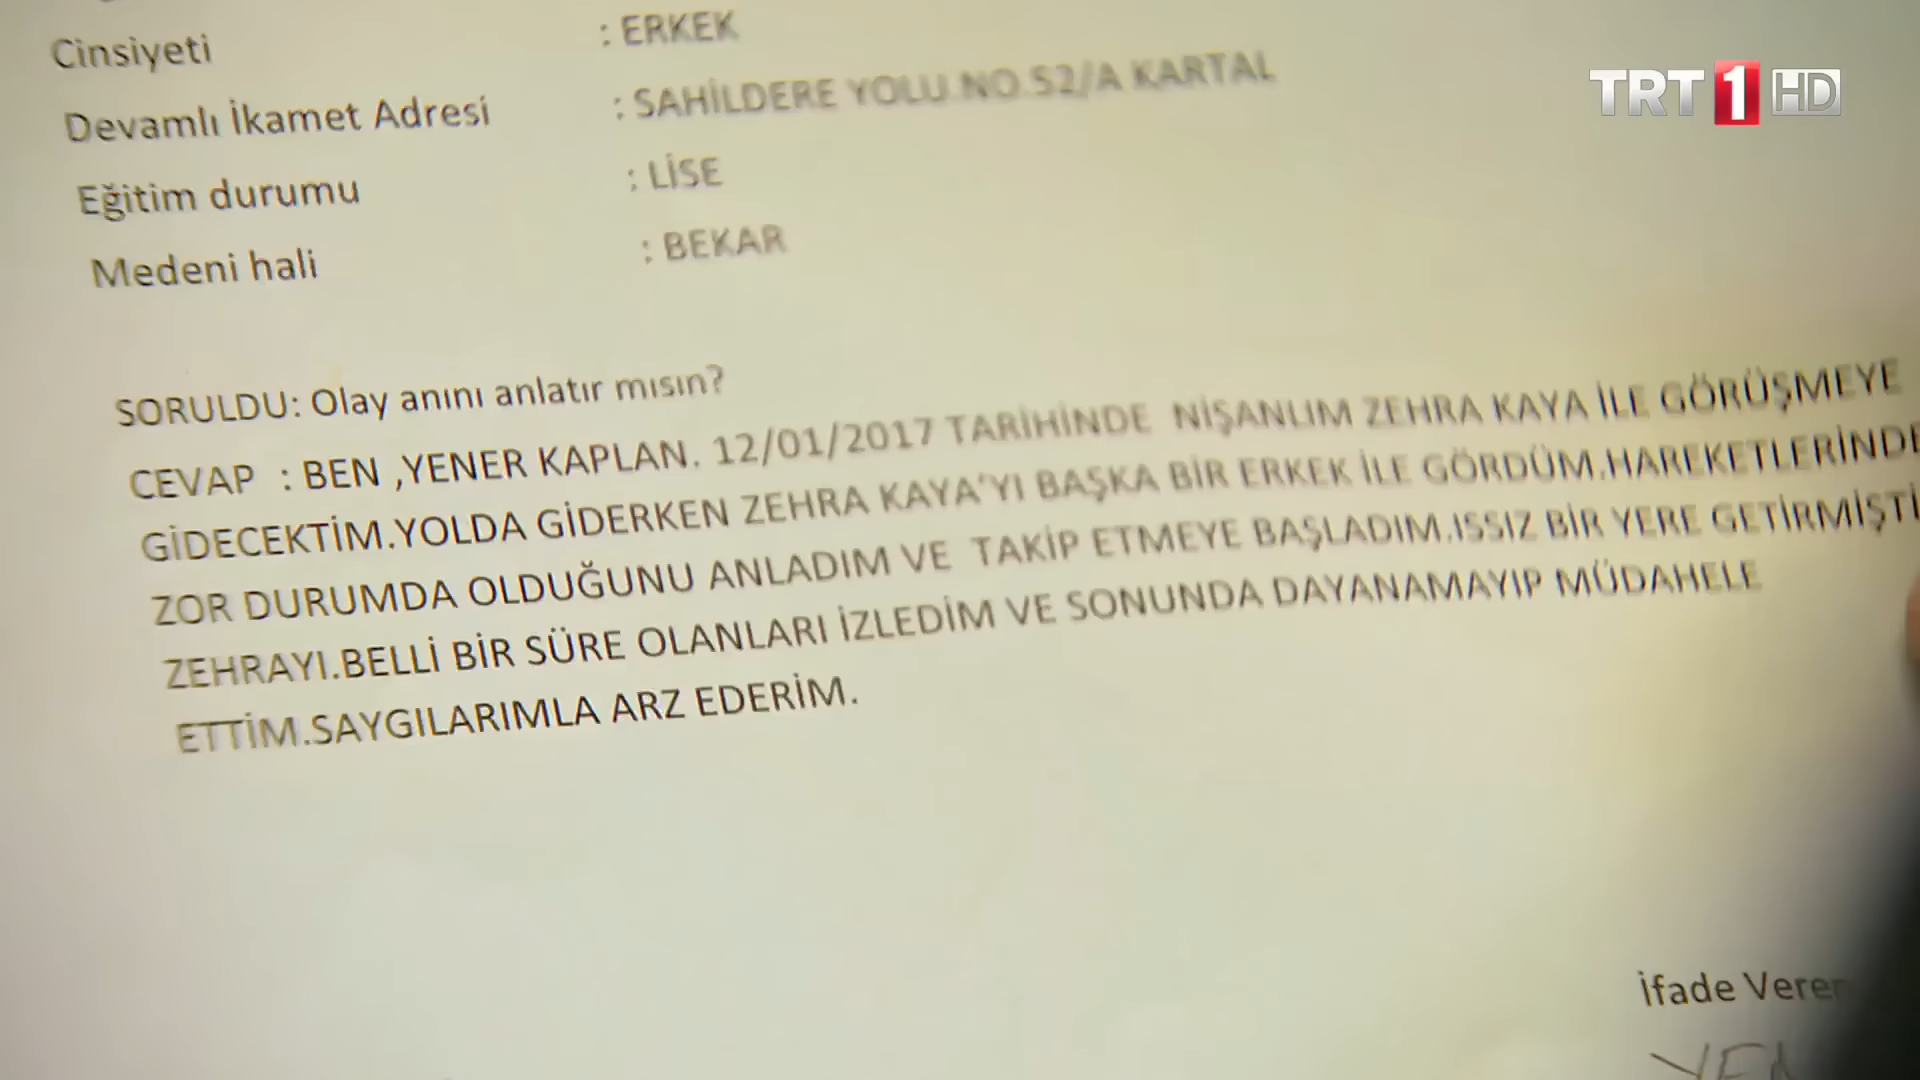 Cinsiyeti : ERKEK
Devamlı İkamet Adresi : SAHİLDERE YOLU NO 52/A KARTAL
Eğitim durumu : LİSE
Medeni hali : BEKAR
SORULDU: Olay anını anlatır mısın?
CEVAP : BEN ,YENER KAPLAN. 12/01/2017 TARİHİNDE NİŞANLIM ZEHRA KAYA İLE GÖRÜŞMEYE
GİDECEKTİM.YOLDA GİDERKEN ZEHRA KAYA'YI BAŞKA BİR ERKEK İLE GÖRDÜM.HAREKETLERİNDE
ZOR DURUMDA OLDUĞUNU ANLADIM VE TAKİP ETMEYE BAŞLADIM.ISSIZ BİR YERE GETİRMİŞTİ
ZEHRAYI.BELLİ BİR SÜRE OLANLARI İZLEDİM VE SONUNDA DAYANAMAYIP MÜDAHELE
ETTİM.SAYGILARIMLA ARZ EDERİM.
İfade Veren
TRT 1 HD